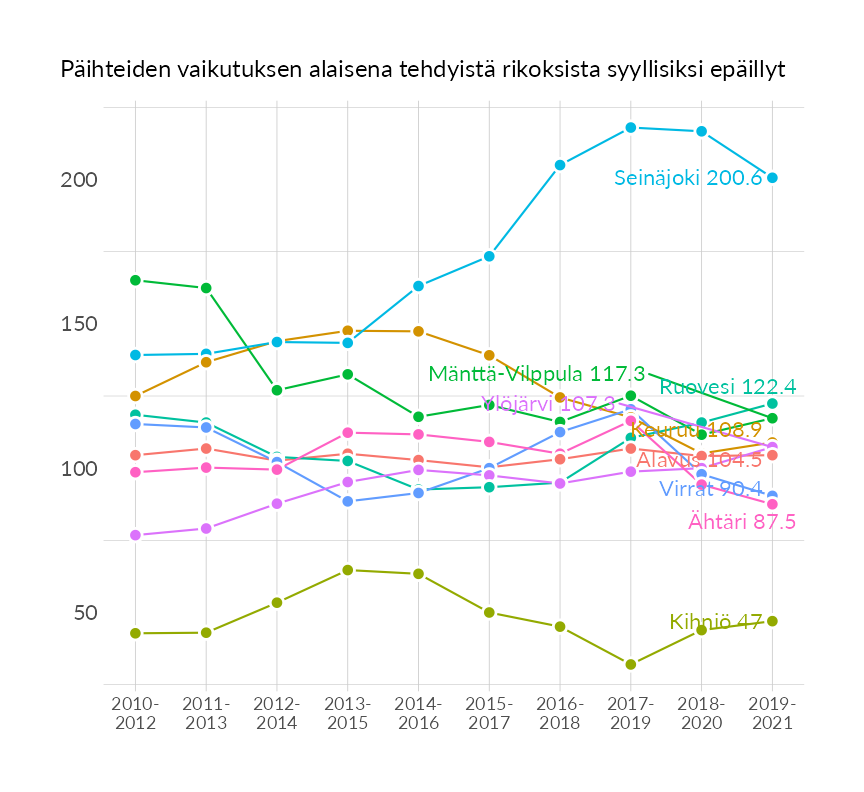 Päihteiden vaikutuksen alaisena tehdyistä rikoksista syyllisiksi epäillyt
200
150
100
50
Seinäjoki 200.6
Mänttä-Vilppula 117.3
Ruovesi 122.4
Ylöjärvi 107.3
Keuruu 108.9
Alavus 104.5
Virrat 90.4
Ähtäri 87.5
Kihniö 47
2010-
2012
2011-
2013
2012-
2014
2013-
2015
2014-
2016
2015-
2017
2016-
2018
2017-
2019
2018-
2020
2019-
2021